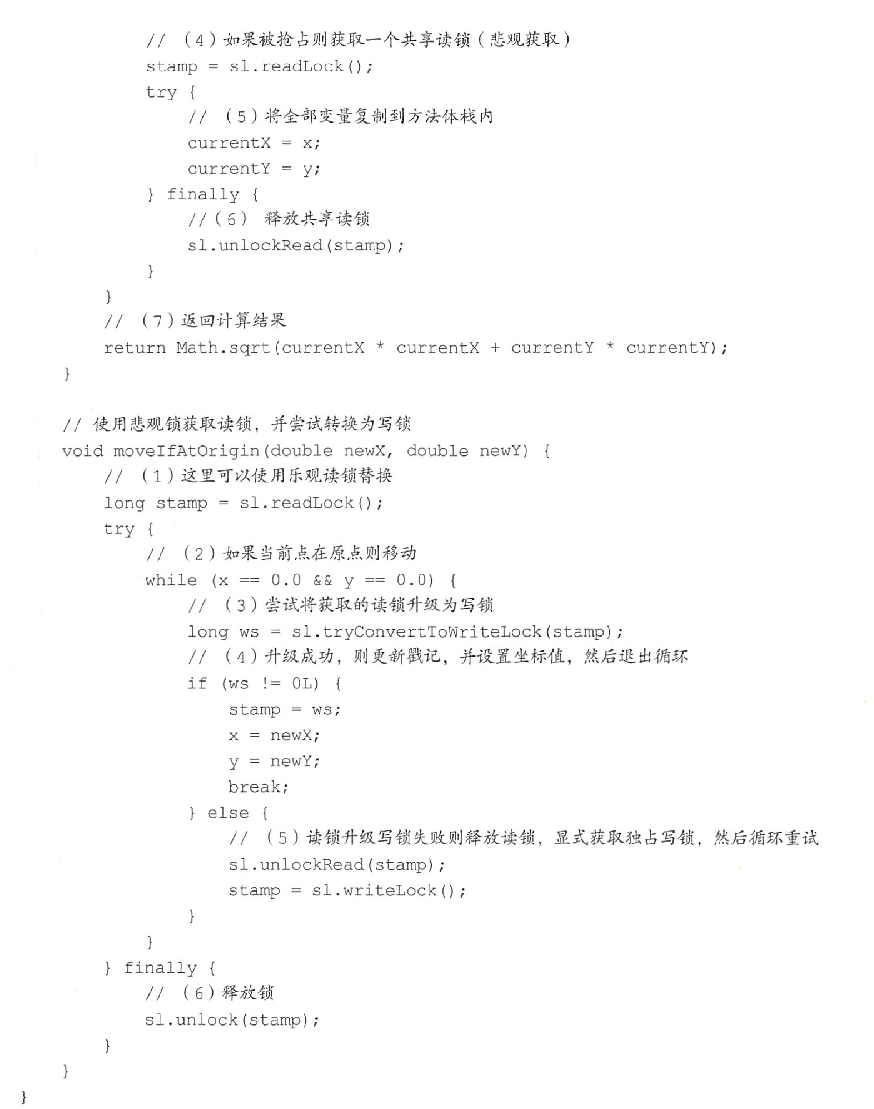 // （4）如果被抢占则获取一个共享读锁（悲观获取）
stamp = sl.readLock();
try {
// （5）将全部变量复制到方法体栈内
currentX = x;
currentY = y;
} finally {
//（6） 释放共享读锁
sl.unlockRead(stamp);
}
}
// （7）返回计算结果
return Math.sqrt(currentX * currentX + currentY * currentY);
}
// 使用悲观锁获取读锁，并尝试转换为写锁
void moveIfAtOrigin(double newX, double newY) {
// （1）这里可以使用乐观读锁替换
long stamp = sl.readLock();
try {
// （2）如果当前点在原点则移动
while (x == 0.0 && y == 0.0) {
// （3）尝试将获取的读锁升级为写锁
long ws = sl.tryConvertToWriteLock(stamp);
// （4）升级成功，则更新戳记，并设置坐标值，然后退出循环
if (ws != 0L) {
stamp = ws;
x = newX;
y = newY;
break;
} else {
// （5）读锁升级写锁失败则释放读锁，显式获取独占写锁，然后循环重试
sl.unlockRead(stamp);
stamp = sl.writeLock();
}
}
} finally {
// （6）释放锁
sl.unlock(stamp);
}
}
}